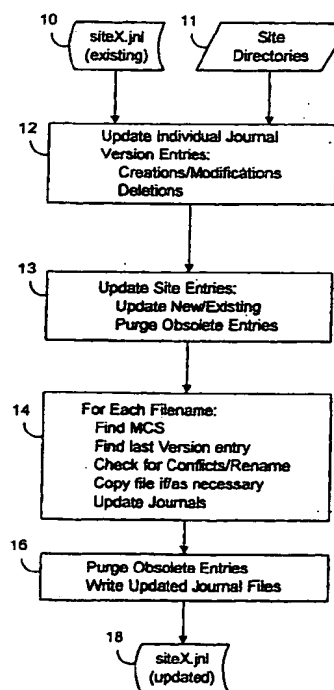 10
siteX.jnl
(existing)
11
Site
Directories
12
Update Individual Journal
Version Entries:
Creations/Modifications
Deletions
13
Update Site Entries:
Update New/Existing
Purge Obsolete Entries
14
For Each Filename:
Find MCS
Find last Version entry
Check for Conflicts/Rename
Copy file if/as necessary
Update Journals
16
Purge Obsolete Entries
Write Updated Journal Files
18
siteX.jnl
(updated)